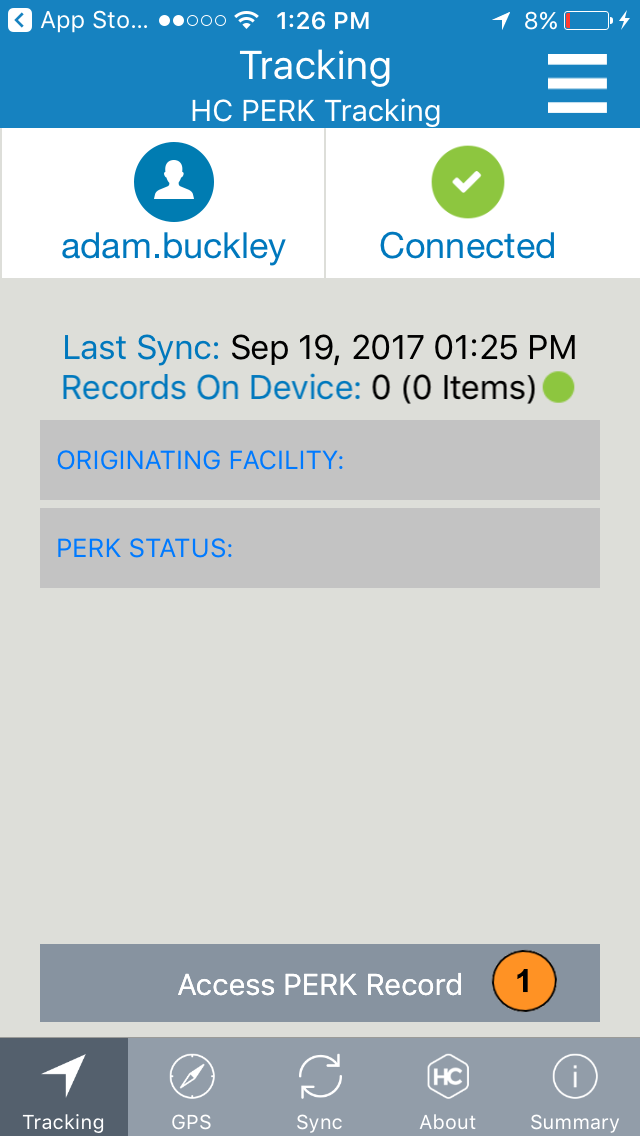 App Sto... 1:26 PM 8%
Tracking
HC PERK Tracking
adam.buckley Connected
Last Sync: Sep 19, 2017 01:25 PM
Records On Device: 0 (0 Items)
ORIGINATING FACILITY:
PERK STATUS:
Access PERK Record 1
HC
Tracking GPS Sync About Summary